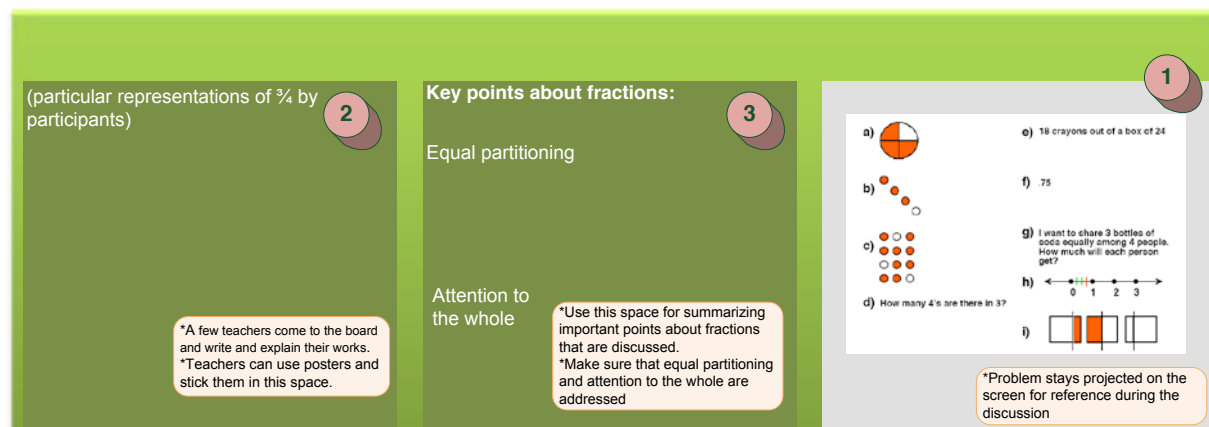 (particular representations of ¾ by
participants)
2
*A few teachers come to the board
and write and explain their works.
*Teachers can use posters and
stick them in this space.
Key points about fractions:
3
Equal partitioning
Attention to
the whole
*Use this space for summarizing
important points about fractions
that are discussed.
*Make sure that equal partitioning
and attention to the whole are
addressed
1
a)
b)
c)
d) How many 4's are there in 3?
e) 18 crayons out of a box of 24
f) .75
g) I want to share 3 bottles of
soda equally among 4 people.
How much will each person
get?
h)
0 1 2 3
i)
*Problem stays projected on the
screen for reference during the
discussion